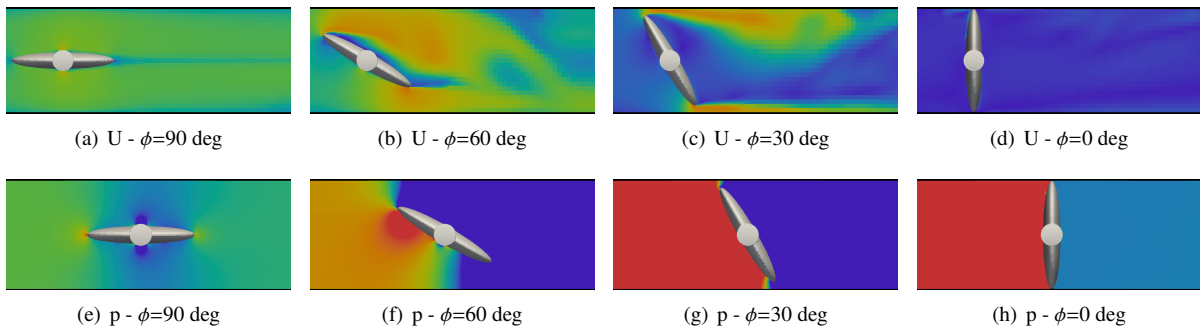 (a) U - ϕ=90 deg
(b) U - ϕ=60 deg
(c) U - ϕ=30 deg
(d) U - ϕ=0 deg
(e) p - ϕ=90 deg
(f) p - ϕ=60 deg
(g) p - ϕ=30 deg
(h) p - ϕ=0 deg